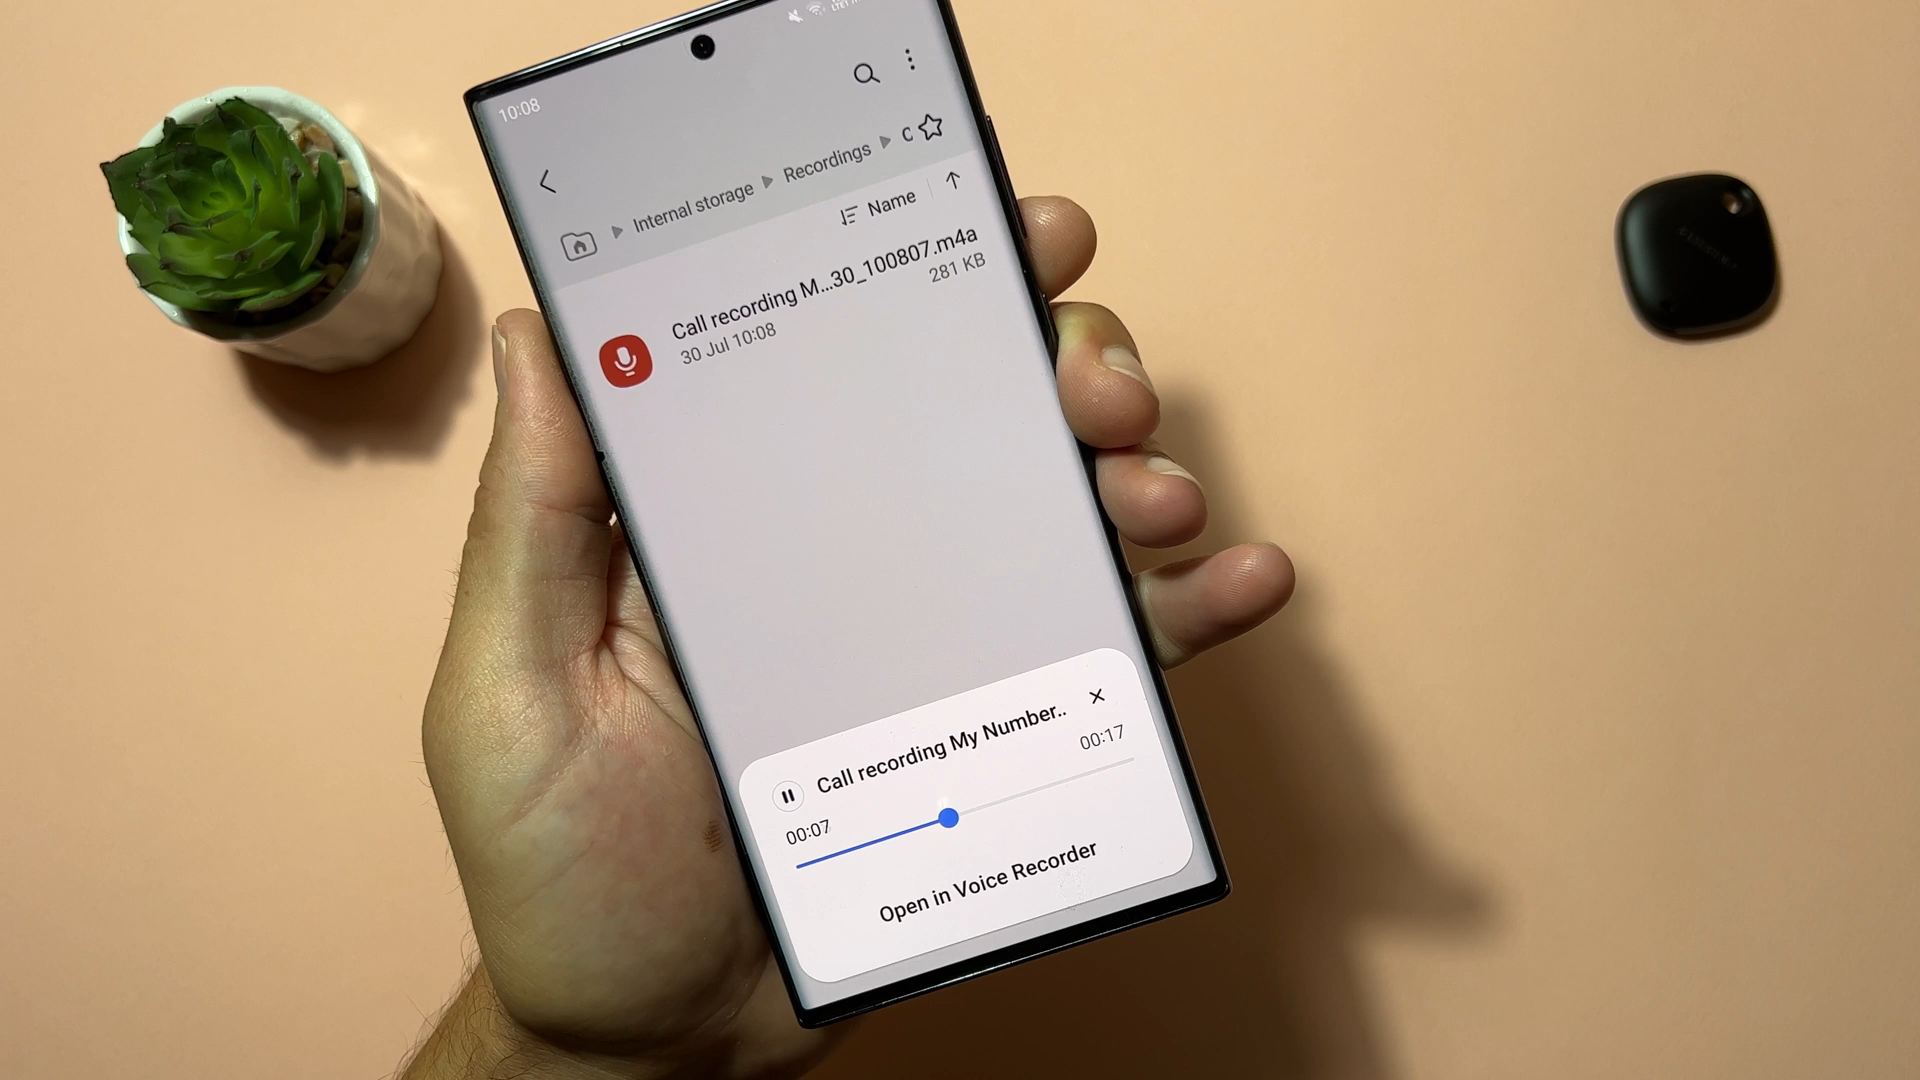 10:08
Internal storage ▶ Recordings ▶ C
Name
Call recording M...30_100807.m4a
30 Jul 10:08
281 KB
Call recording My Number..
00:07
00:17
Open in Voice Recorder